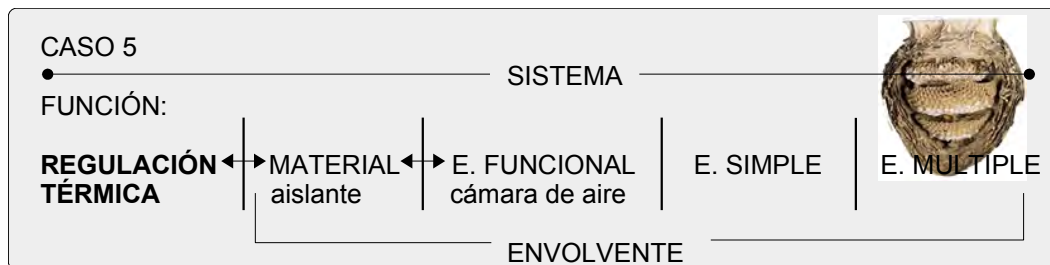 CASO 5
SISTEMA
FUNCIÓN:
REGULACIÓN MATERIAL E. FUNCIONAL E. SIMPLE E. MULTIPLE
TÉRMICA aislante cámara de aire
ENVOLVENTE